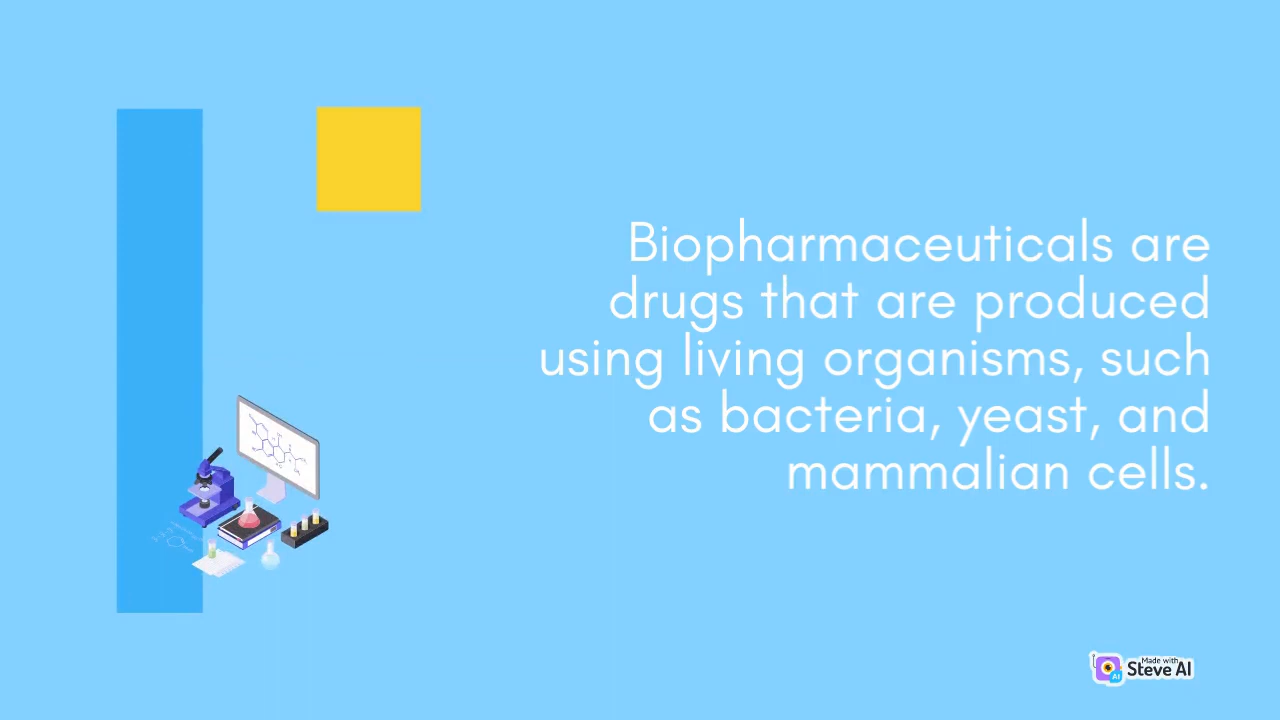 Biopharmaceuticals are
drugs that are produced
using living organisms, such
as bacteria, yeast, and
mammalian cells.
Made with
Steve AI
AI